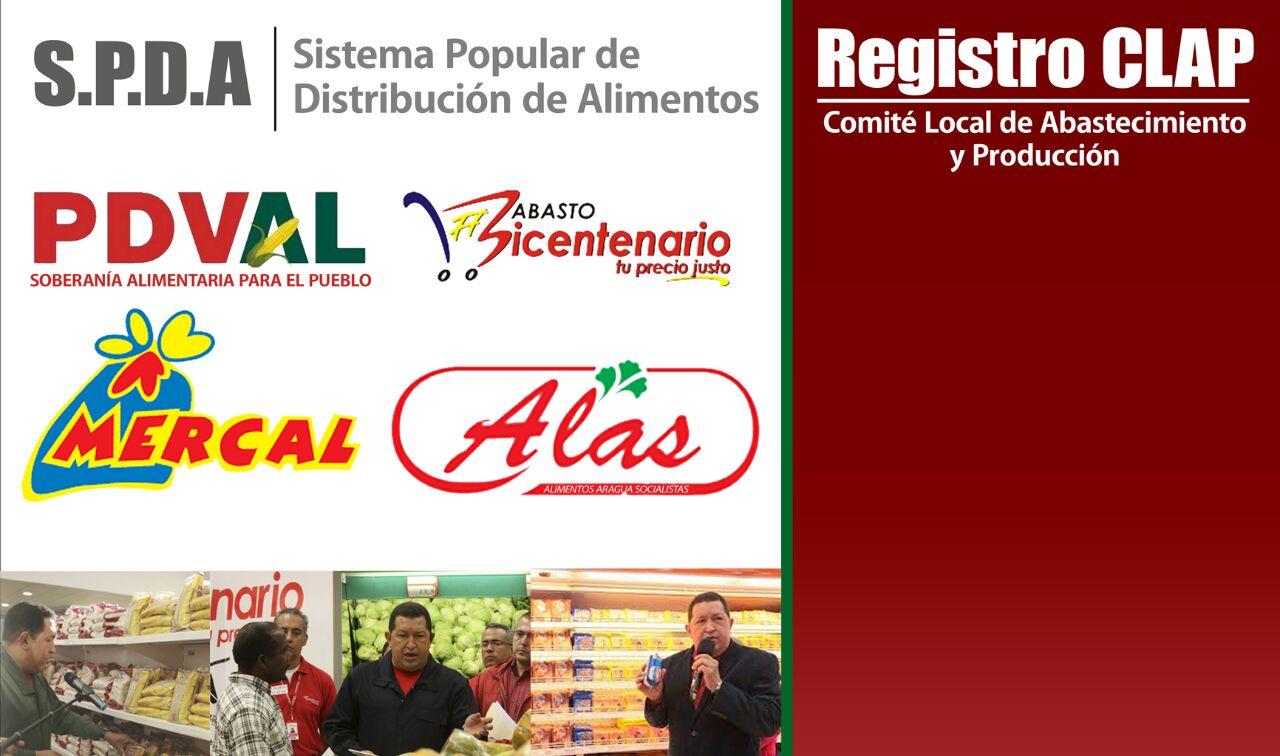 S.P.D.A
Sistema Popular de
Distribución de Alimentos
Registro CLAP
Comité Local de Abastecimiento
y Producción
PDVAL
SOBERANÍA ALIMENTARIA PARA EL PUEBLO
ABASTO
Bicentenario
tu precio justo
MERCAL
Alas
ALIMENTOS ARAGUA SOCIALISTAS
nario
u pre